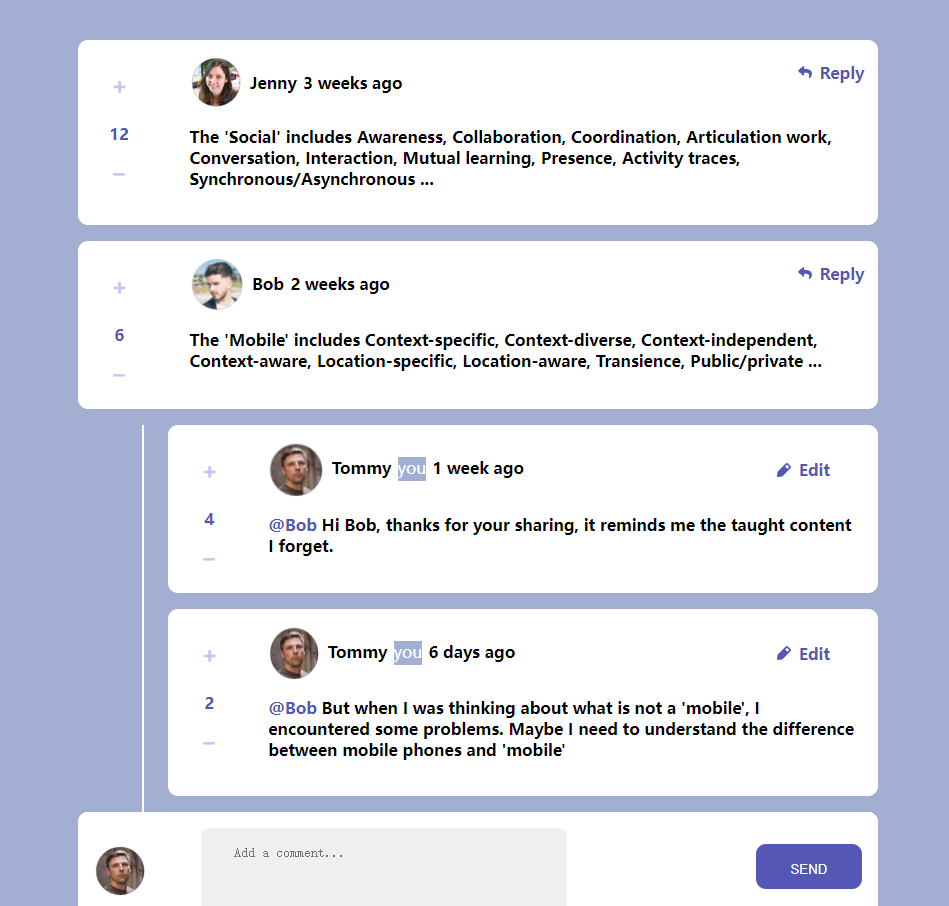 +
Jenny 3 weeks ago
Reply
12
The 'Social' includes Awareness, Collaboration, Coordination, Articulation work,
Conversation, Interaction, Mutual learning, Presence, Activity traces,
Synchronous/Asynchronous ...
–
+
Bob 2 weeks ago
Reply
6
The 'Mobile' includes Context-specific, Context-diverse, Context-independent,
Context-aware, Location-specific, Location-aware, Transience, Public/private ...
–
+
Tommy you 1 week ago
Edit
4
@Bob Hi Bob, thanks for your sharing, it reminds me the taught content
I forget.
–
+
Tommy you 6 days ago
Edit
2
@Bob But when I was thinking about what is not a 'mobile', I
encountered some problems. Maybe I need to understand the difference
between mobile phones and 'mobile'
–
Add a comment...
SEND